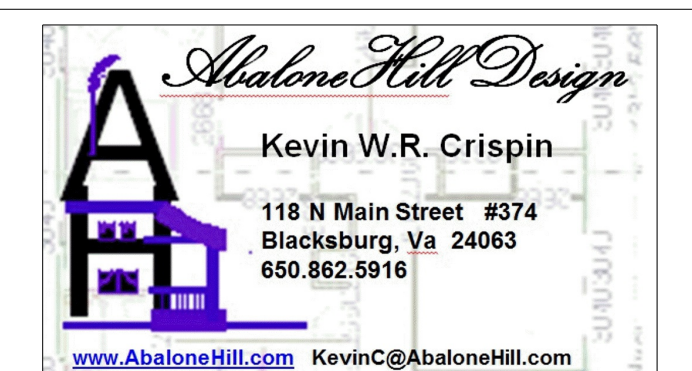 AbaloneHill Design
Kevin W.R. Crispin
118 N Main Street #374
Blacksburg, Va 24063
650.862.5916
www.AbaloneHill.com KevinC@AbaloneHill.com